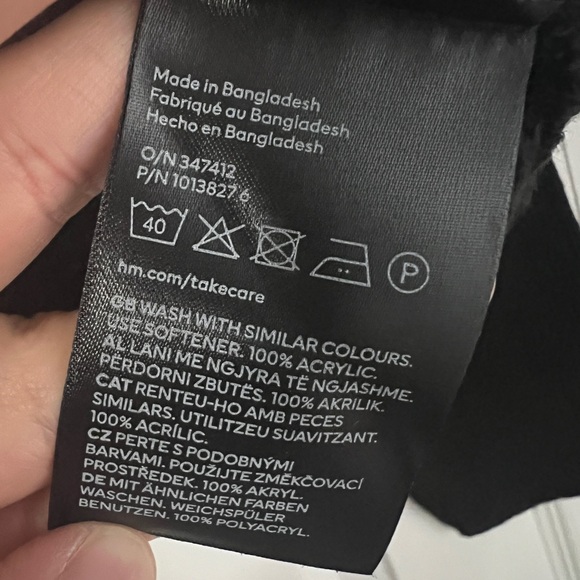 Made in Bangladesh
Fabriqué au Bangladesh
Hecho en Bangladesh
O/N 347412
P/N 1013827 6
40
P
hm.com/takecare
GB WASH WITH SIMILAR COLOURS.
USE SOFTENER. 100% ACRYLIC.
AL LANI ME NGJYRA TË NGJASHME.
PËRDORNI ZBUTËS. 100% AKRILIK.
CAT RENTEU-HO AMB PECES
SIMILARS. UTILITZEU SUAVITZANT.
100% ACRÍLIC.
CZ PERTE S PODOBNÝMI
BARVAMI. POUŽIJTE ZMĚKČOVACÍ
PROSTŘEDEK. 100% AKRYL.
DE MIT ÄHNLICHEN FARBEN
WASCHEN. WEICHSPÜLER
BENUTZEN. 100% POLYACRYL.